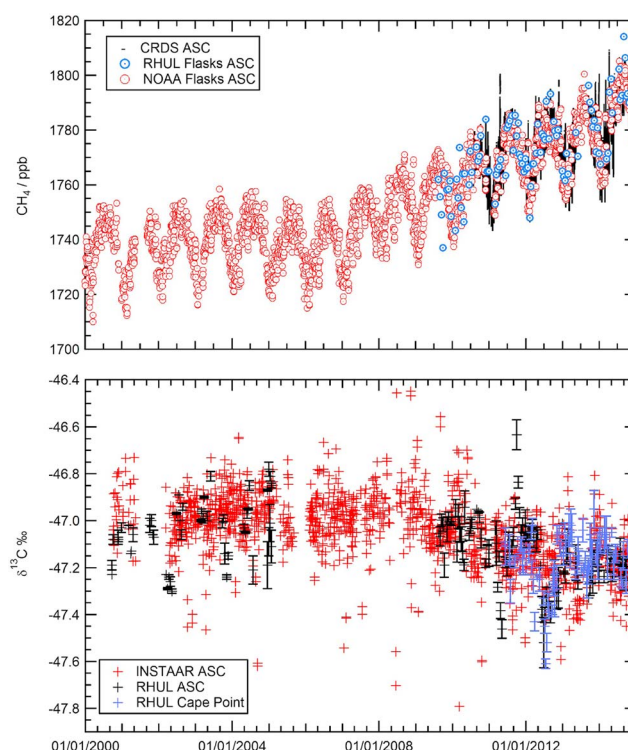 1820
1800
1780
1760
1740
1720
1700
CH4 / ppb
CRDS ASC
RHUL Flasks ASC
NOAA Flasks ASC
-46.4
-46.6
-46.8
-47.0
-47.2
-47.4
-47.6
-47.8
δ13C ‰
INSTAAR ASC
RHUL ASC
RHUL Cape Point
01/01/2000
01/01/2004
01/01/2008
01/01/2012